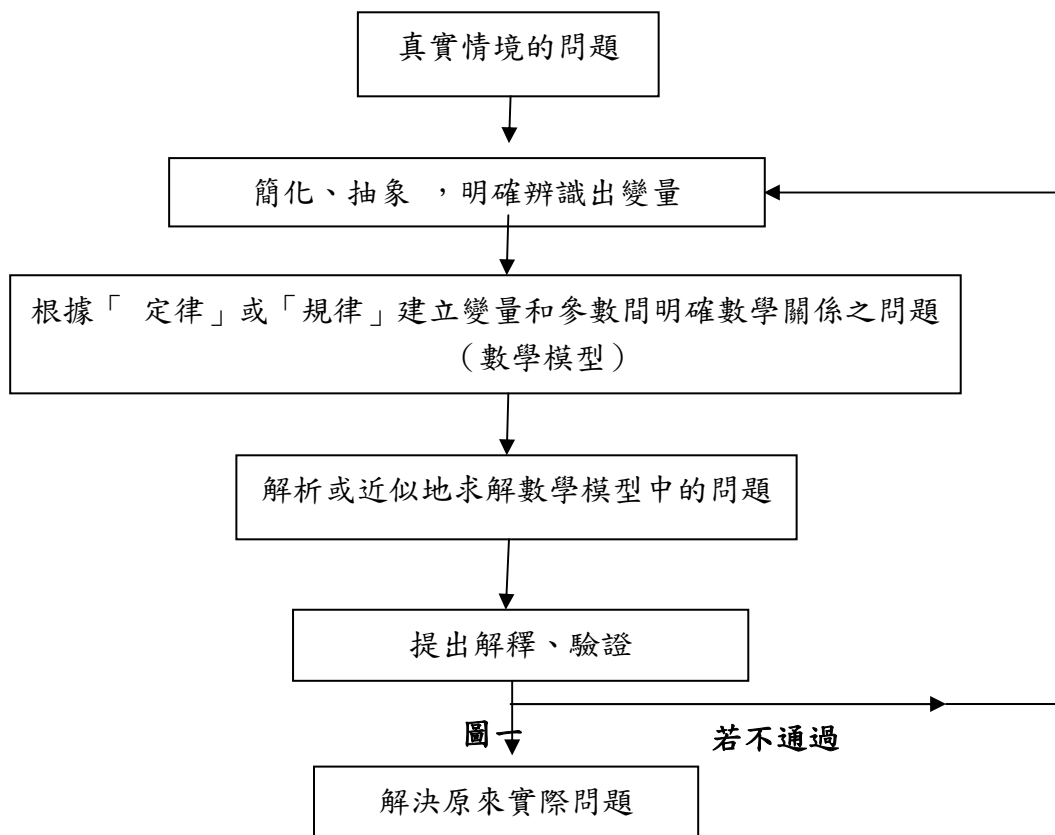 真實情境的問題
簡化、抽象 ，明確辨識出變量
根據「 定律」或「規律」建立變量和參數間明確數學關係之問題
（數學模型）
解析或近似地求解數學模型中的問題
提出解釋、驗證
圖一
若不通過
解決原來實際問題